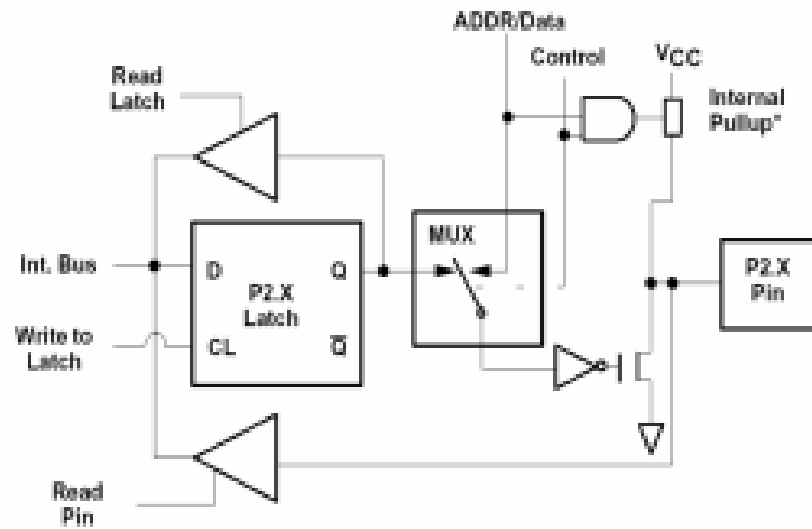 ADDR/Data
Control
VCC
Read
Latch
Internal
Pullup*
MUX
Int. Bus
D
Q
P2.X
Latch
P2.X
Pin
Write to
Latch
CL
Q̅
Read
Pin